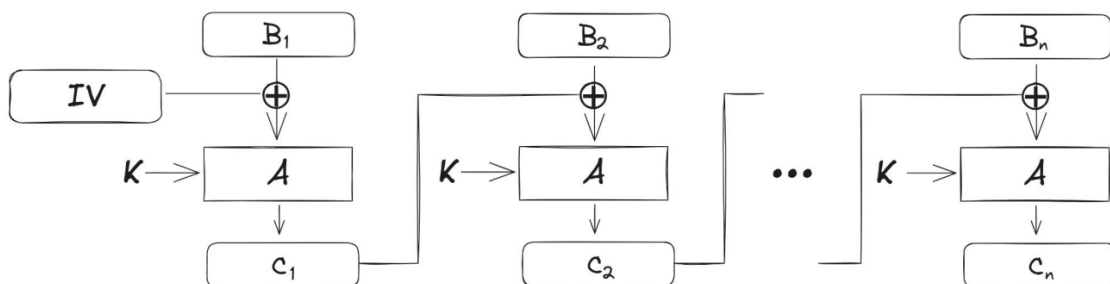 B₁ B₂ Bₙ
IV
K A K A ... K A
C₁ C₂ Cₙ